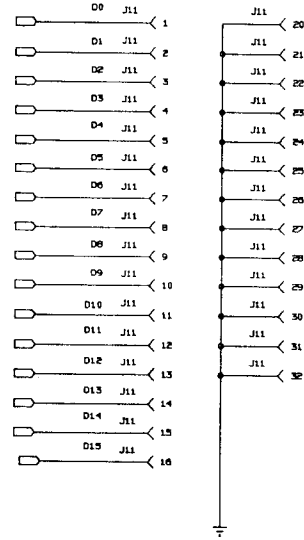 D0 J11 1
D1 J11 2
D2 J11 3
D3 J11 4
D4 J11 5
D5 J11 6
D6 J11 7
D7 J11 8
D8 J11 9
D9 J11 10
D10 J11 11
D11 J11 12
D12 J11 13
D13 J11 14
D14 J11 15
D15 J11 16
J11 20
J11 21
J11 22
J11 23
J11 24
J11 25
J11 26
J11 27
J11 28
J11 29
J11 30
J11 31
J11 32